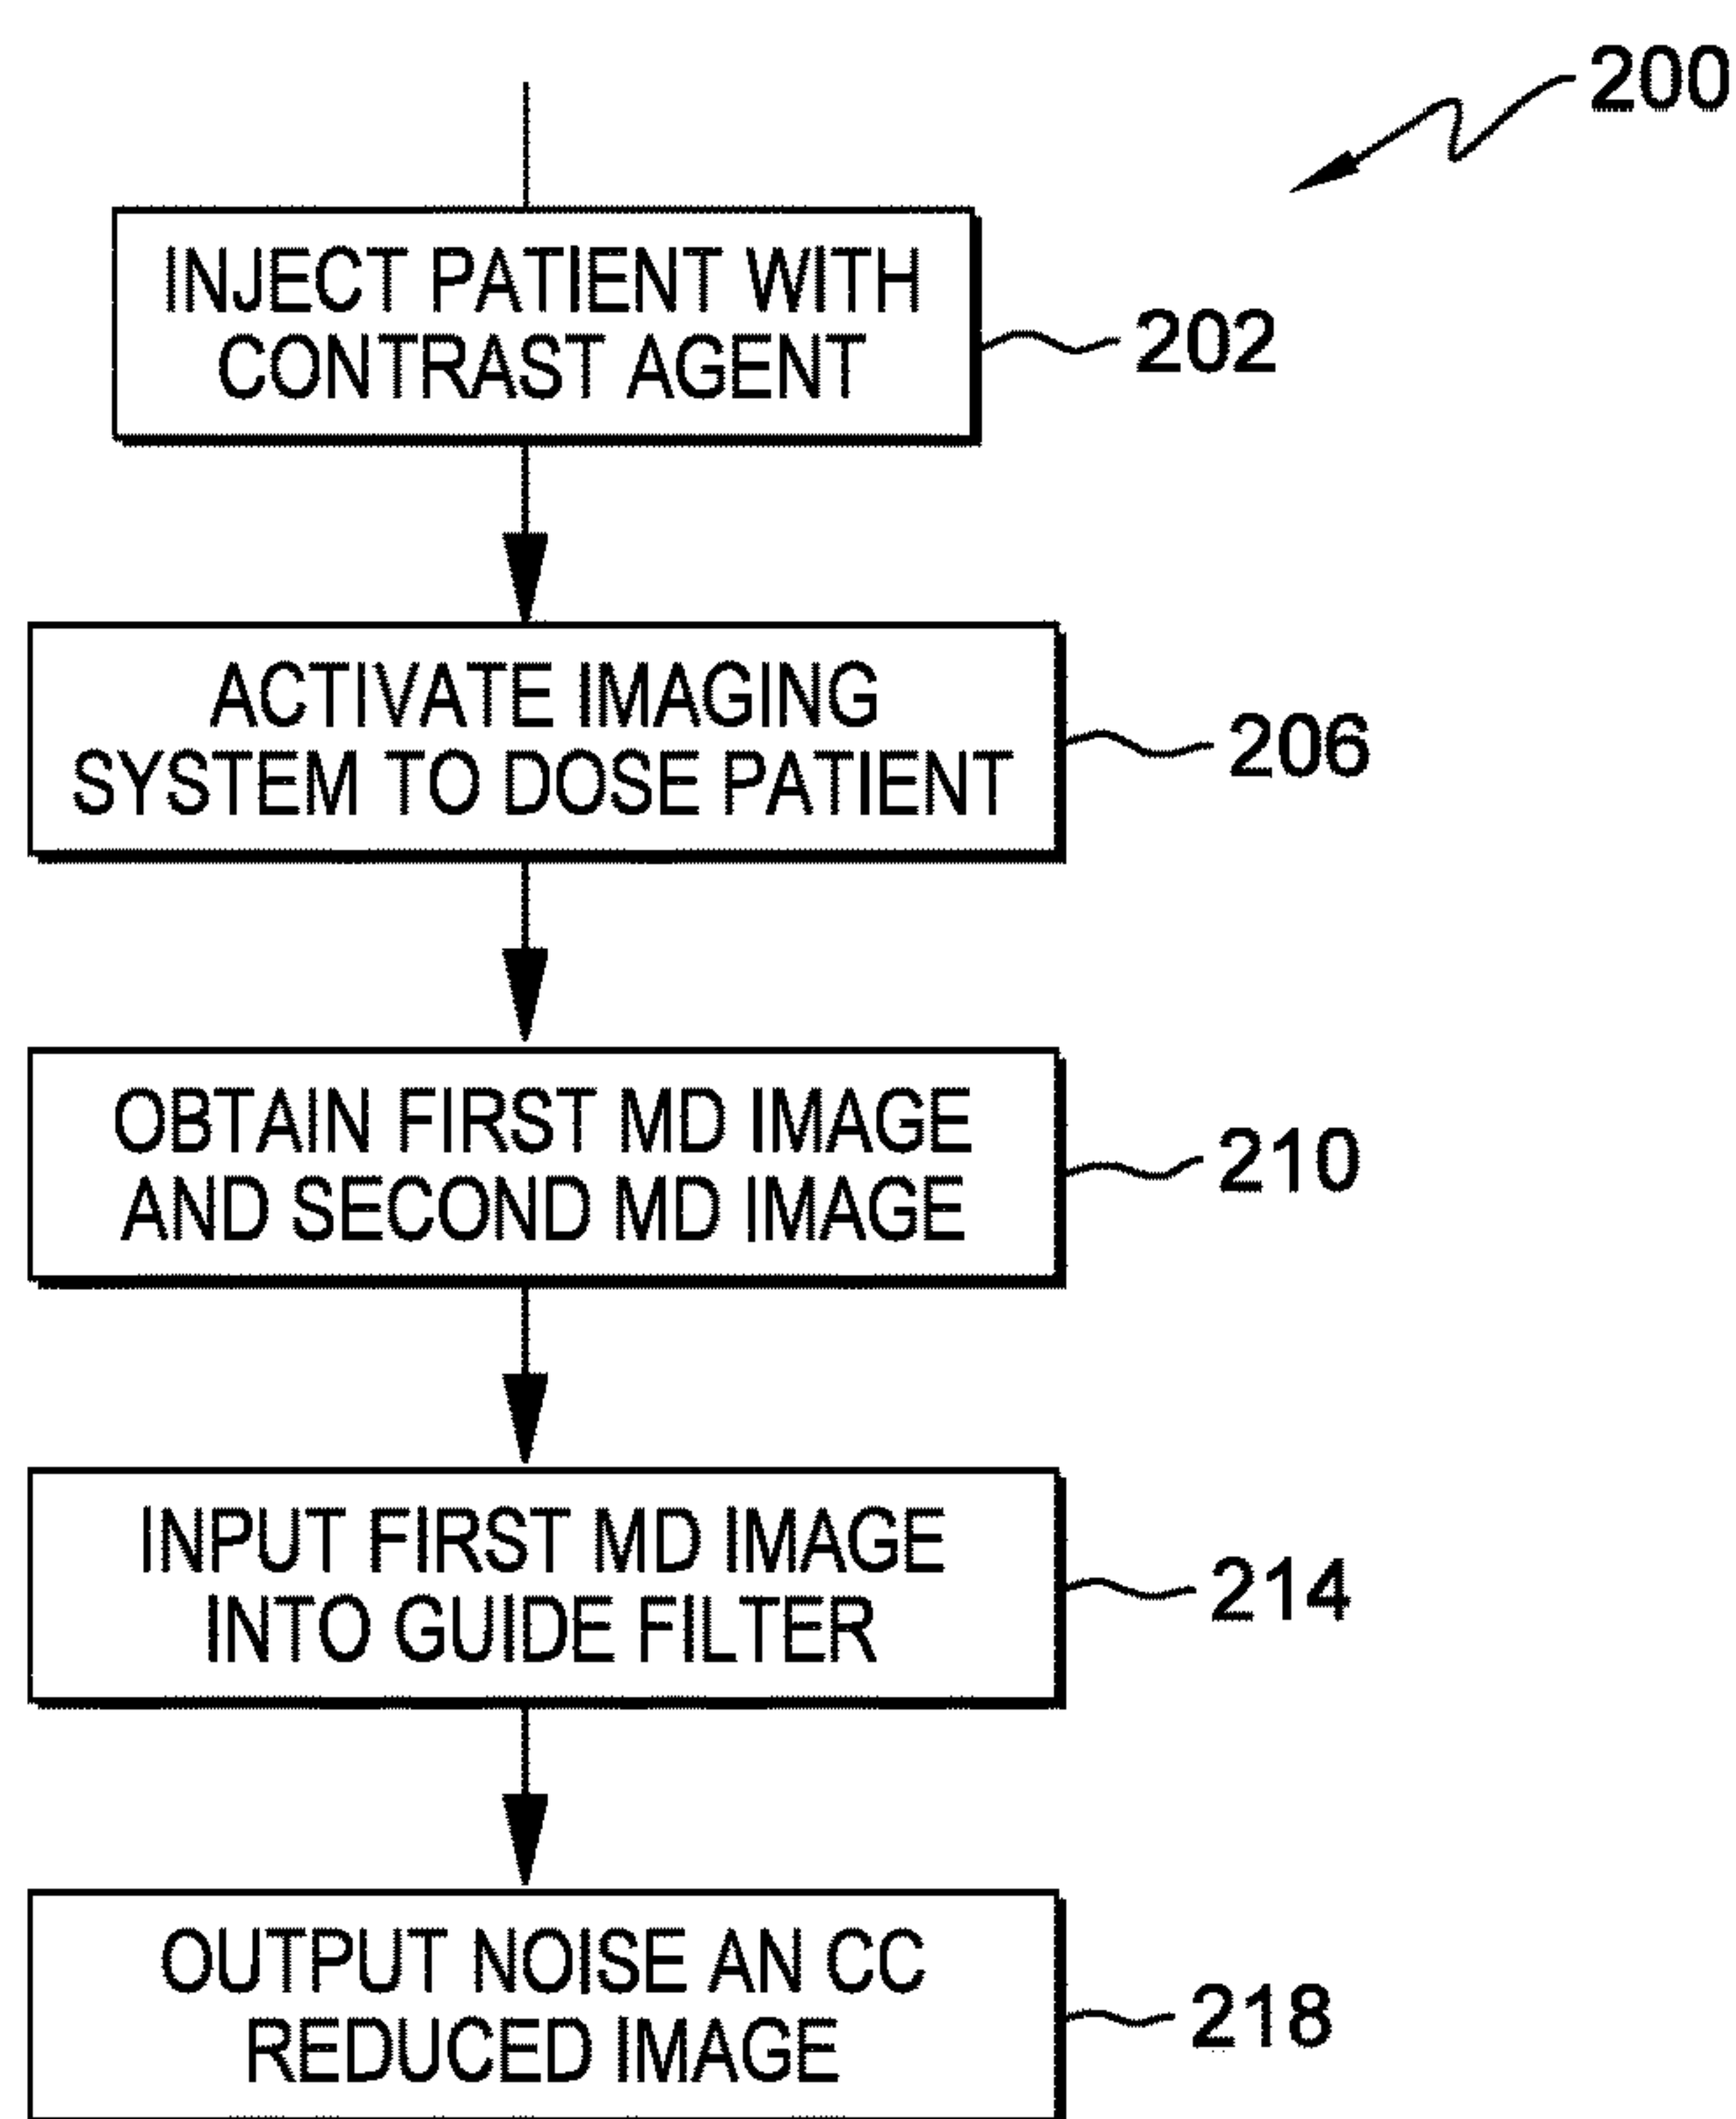 200
INJECT PATIENT WITH
CONTRAST AGENT
202
ACTIVATE IMAGING
SYSTEM TO DOSE PATIENT
206
OBTAIN FIRST MD IMAGE
AND SECOND MD IMAGE
210
INPUT FIRST MD IMAGE
INTO GUIDE FILTER
214
OUTPUT NOISE AN CC
REDUCED IMAGE
218